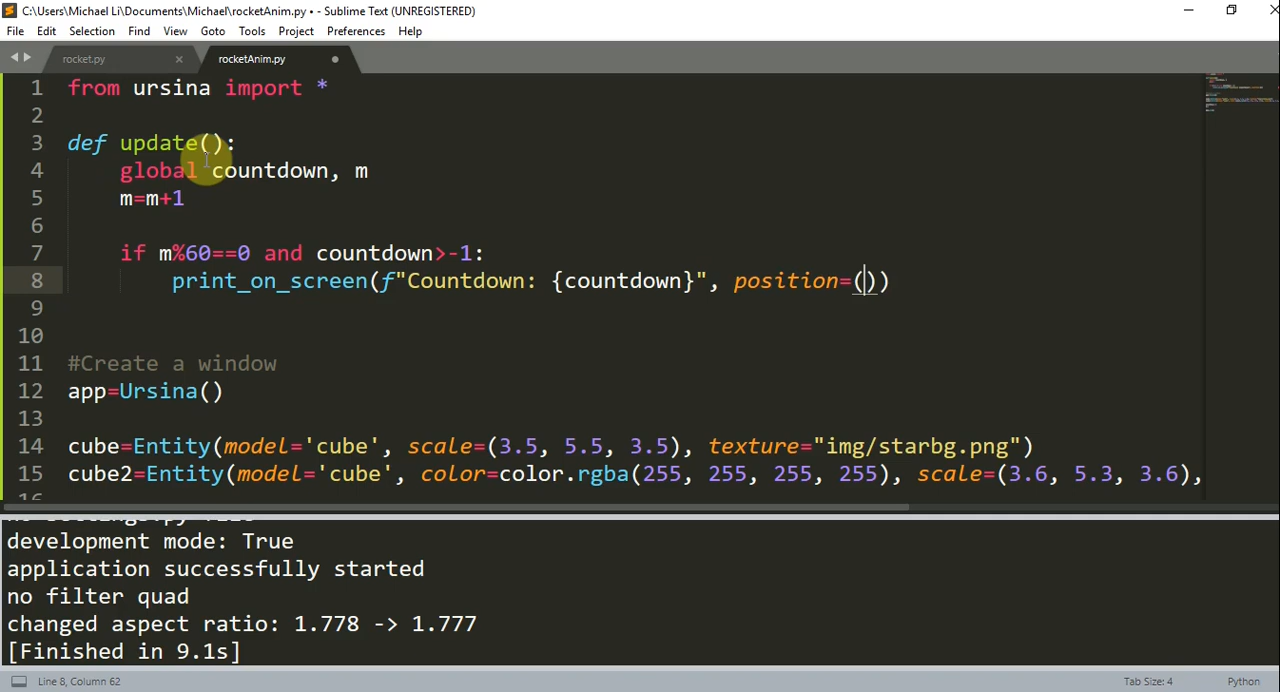 C:\Users\Michael Li\Documents\Michael\rocketAnim.py • - Sublime Text (UNREGISTERED)
File Edit Selection Find View Goto Tools Project Preferences Help
rocket.py × rocketAnim.py
1 from ursina import *
2
3 def update():
4 global countdown, m
5 m=m+1
6
7 if m%60==0 and countdown>-1:
8 print_on_screen(f"Countdown: {countdown}", position=())
9
10
11 #Create a window
12 app=Ursina()
13
14 cube=Entity(model='cube', scale=(3.5, 5.5, 3.5), texture="img/starbg.png")
15 cube2=Entity(model='cube', color=color.rgba(255, 255, 255, 255), scale=(3.6, 5.3, 3.6),
16
no settings.py file
development mode: True
application successfully started
no filter quad
changed aspect ratio: 1.778 -> 1.777
[Finished in 9.1s]
Line 8, Column 62 Tab Size: 4 Python